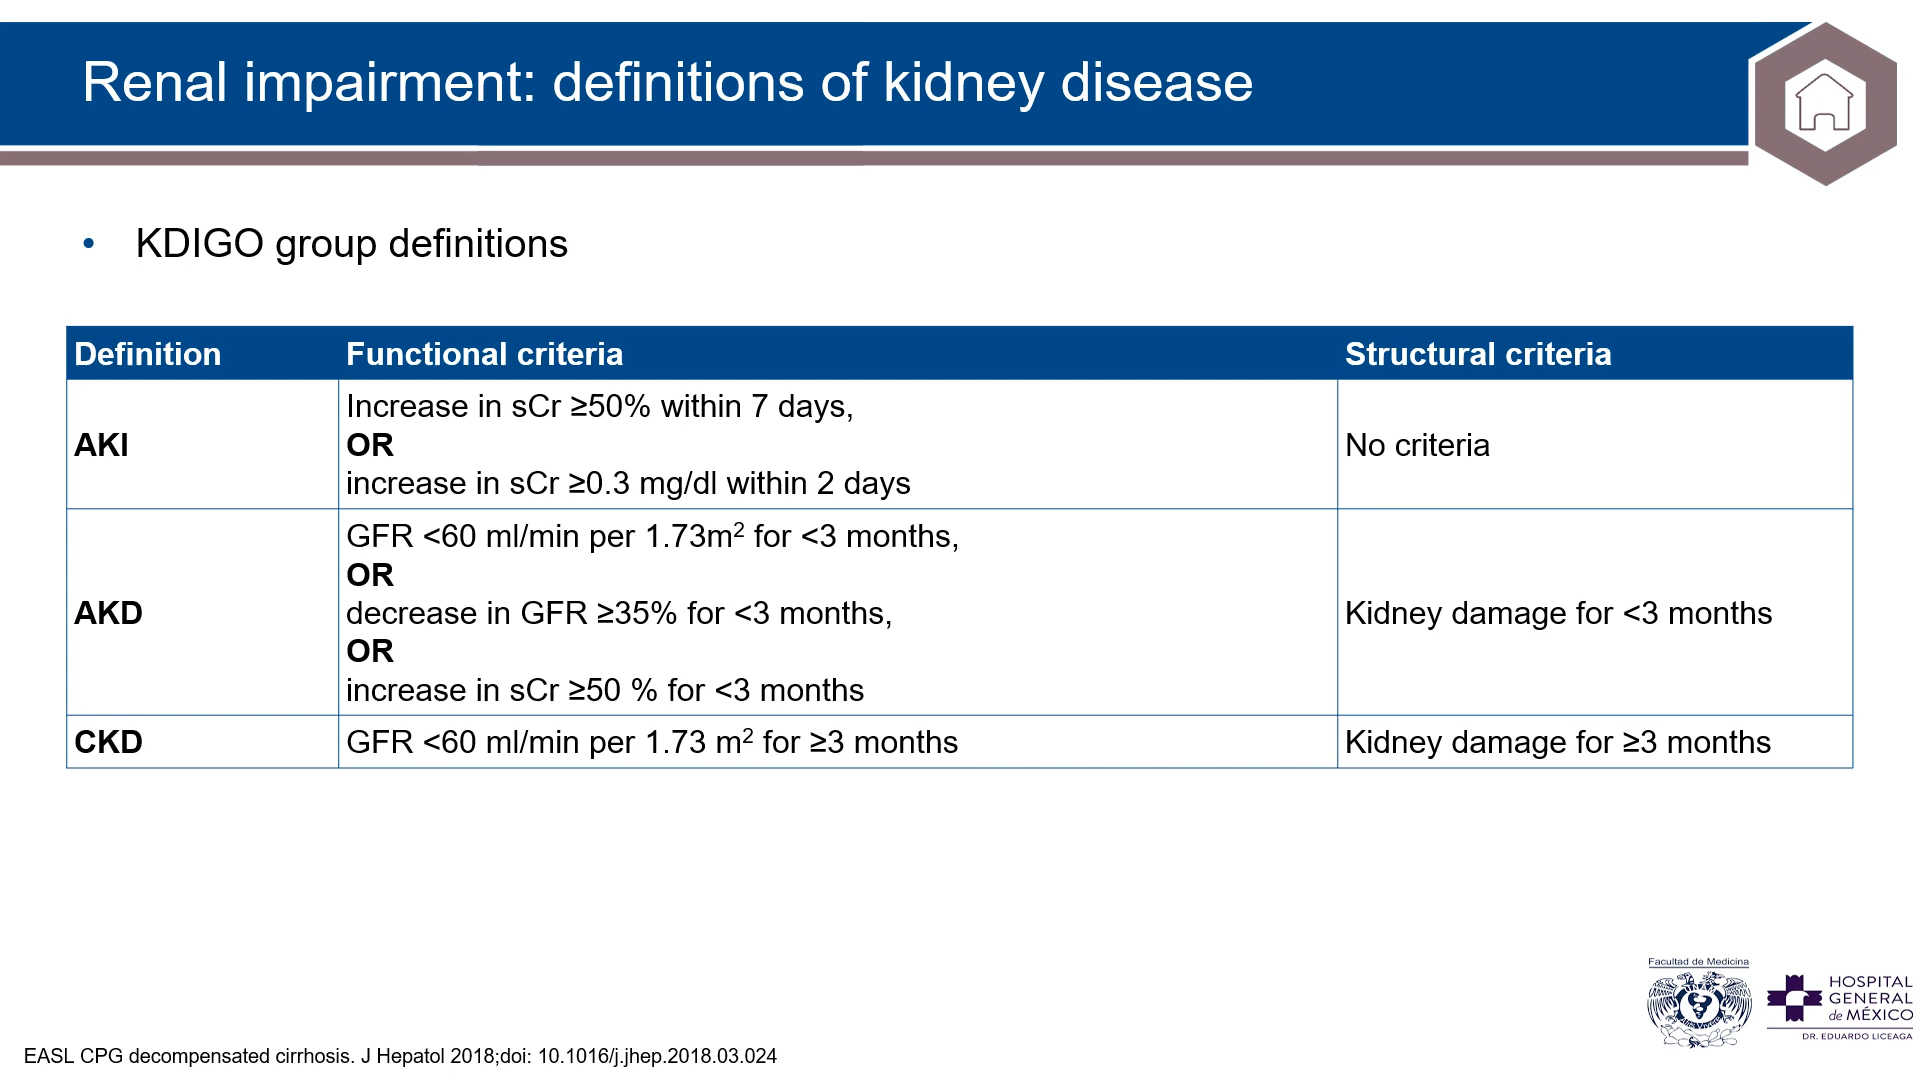 Renal impairment: definitions of kidney disease
• KDIGO group definitions
Definition Functional criteria Structural criteria
AKI
Increase in sCr ≥50% within 7 days,
OR
increase in sCr ≥0.3 mg/dl within 2 days
No criteria
AKD
GFR <60 ml/min per 1.73m² for <3 months,
OR
decrease in GFR ≥35% for <3 months,
OR
increase in sCr ≥50 % for <3 months
Kidney damage for <3 months
CKD GFR <60 ml/min per 1.73 m² for ≥3 months Kidney damage for ≥3 months
Facultad de Medicina
HOSPITAL
GENERAL
de MÉXICO
DR. EDUARDO LICEAGA
EASL CPG decompensated cirrhosis. J Hepatol 2018;doi: 10.1016/j.jhep.2018.03.024